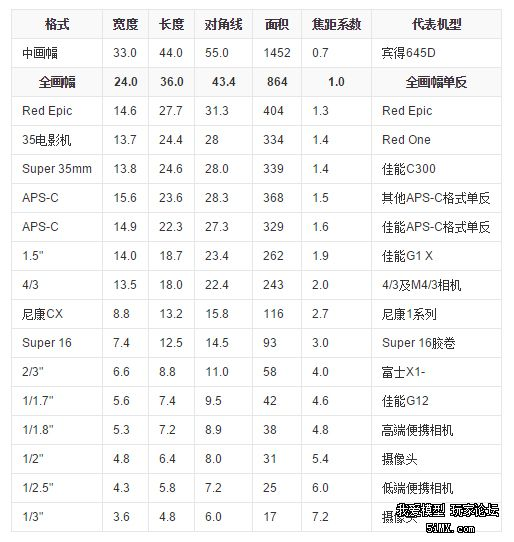 格式 宽度 长度 对角线 面积 焦距系数 代表机型
中画幅 33.0 44.0 55.0 1452 0.7 宾得645D
全画幅 24.0 36.0 43.4 864 1.0 全画幅单反
Red Epic 14.6 27.7 31.3 404 1.3 Red Epic
35电影机 13.7 24.4 28 334 1.4 Red One
Super 35mm 13.8 24.6 28.0 339 1.4 佳能C300
APS-C 15.6 23.6 28.3 368 1.5 其他APS-C格式单反
APS-C 14.9 22.3 27.3 329 1.6 佳能APS-C格式单反
1.5" 14.0 18.7 23.4 262 1.9 佳能G1 X
4/3 13.5 18.0 22.4 243 2.0 4/3及M4/3相机
尼康CX 8.8 13.2 15.8 116 2.7 尼康1系列
Super 16 7.4 12.5 14.5 93 3.0 Super 16胶卷
2/3" 6.6 8.8 11.0 58 4.0 富士X1-
1/1.7" 5.6 7.4 9.5 42 4.6 佳能G12
1/1.8" 5.3 7.2 8.9 38 4.8 高端便携相机
1/2" 4.8 6.4 8.0 31 5.4 摄像头
1/2.5" 4.3 5.8 7.2 25 6.0 低端便携相机
1/3" 3.6 4.8 6.0 17 7.2 摄像头
我爱模型 玩家论坛
5iMX.com